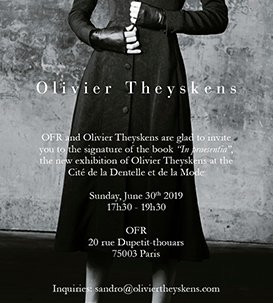 Olivier Theyskens
OFR and Olivier Theyskens are glad to invite
you to the signature of the book “In praesentia”,
the new exhibition of Olivier Theyskens at the
Cité de la Dentelle et de la Mode
Sunday, June 30th 2019
17h30 - 19h30
OFR
20 rue Dupetit-thouars
75003 Paris
Inquiries: sandro@oliviertheyskens.com